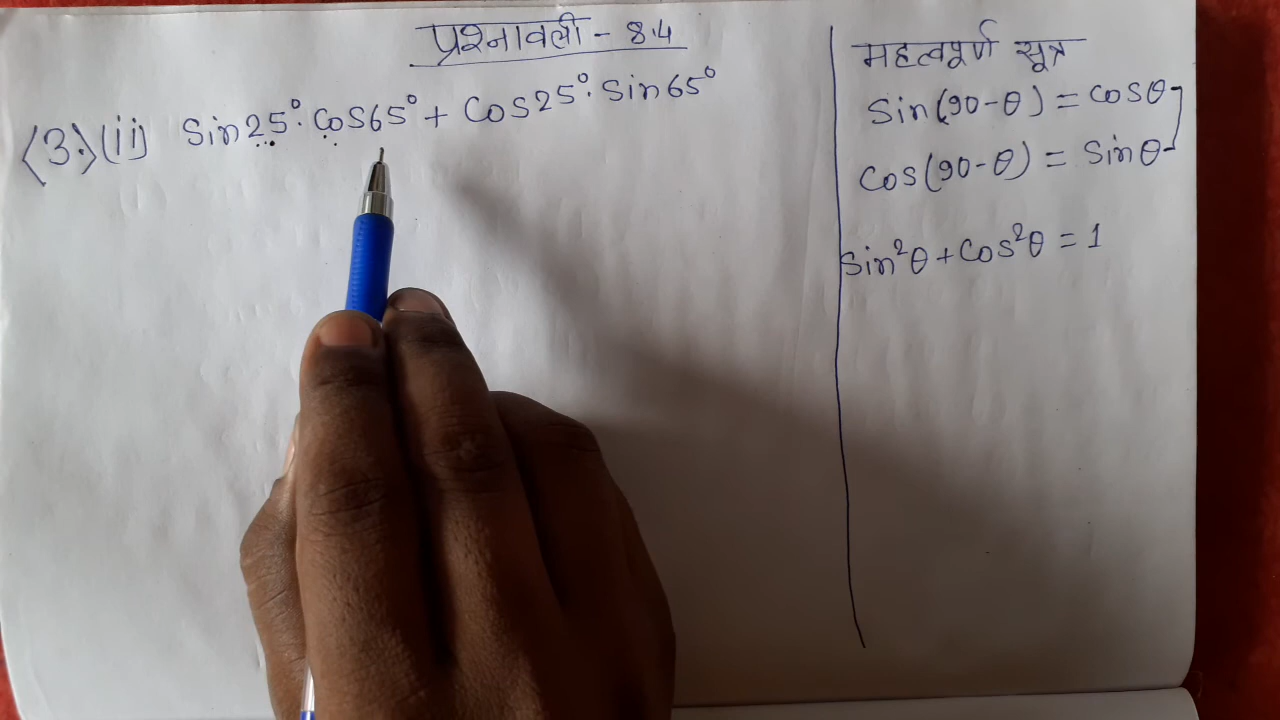 प्रश्नावली - 8.4
(3.) (ii) Sin25°. Cos65° + Cos25°. Sin65°
महत्वपूर्ण सूत्र
Sin(90-θ) = Cosθ
Cos(90-θ) = Sinθ
Sin²θ + Cos²θ = 1